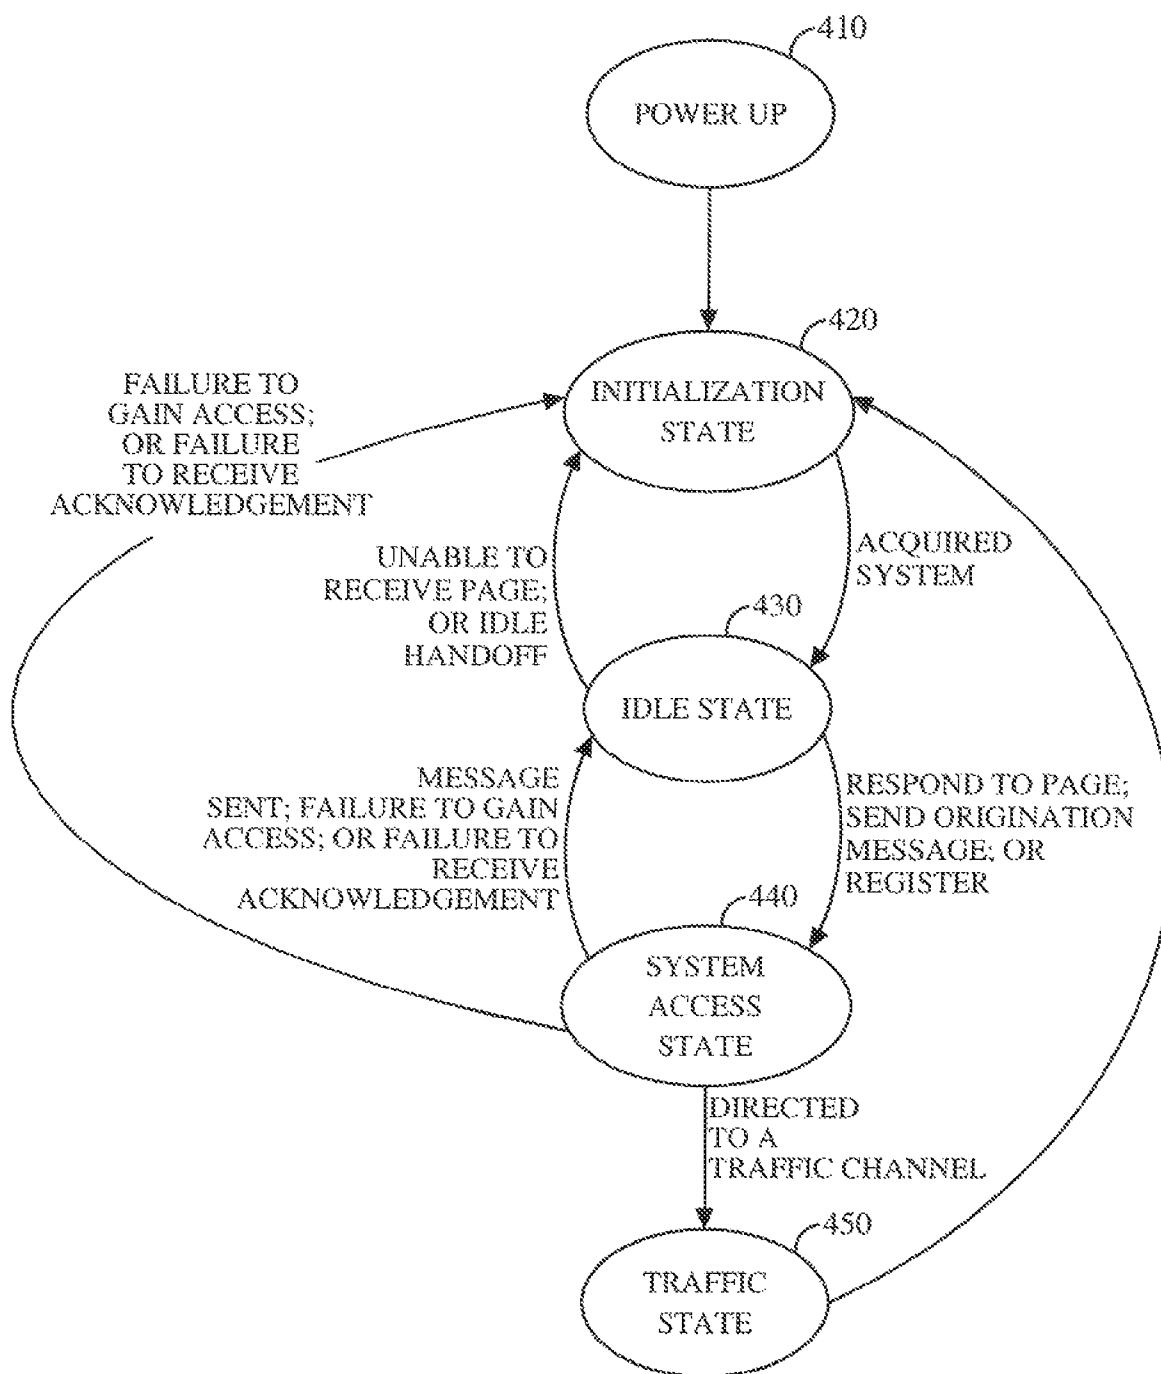 410
POWER UP
420
INITIALIZATION
STATE
FAILURE TO
GAIN ACCESS;
OR FAILURE
TO RECEIVE
ACKNOWLEDGEMENT
UNABLE TO
RECEIVE PAGE;
OR IDLE
HANDOFF
ACQUIRED
SYSTEM
430
IDLE STATE
MESSAGE
SENT; FAILURE TO GAIN
ACCESS; OR FAILURE TO
RECEIVE
ACKNOWLEDGEMENT
RESPOND TO PAGE;
SEND ORIGINATION
MESSAGE; OR
REGISTER
440
SYSTEM
ACCESS
STATE
DIRECTED
TO A
TRAFFIC CHANNEL
450
TRAFFIC
STATE